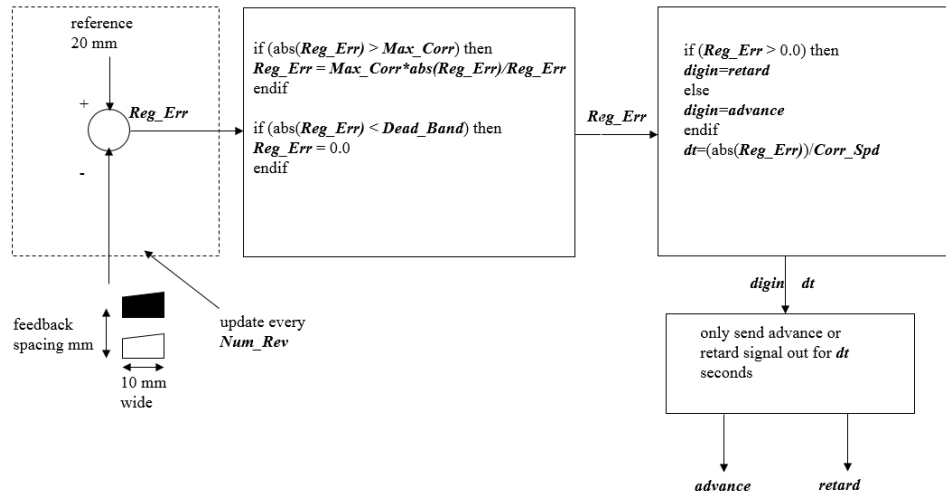 reference
20 mm
+
Reg_Err
-
feedback
spacing mm
10 mm
wide
update every
Num_Rev
if (abs(Reg_Err) > Max_Corr) then
Reg_Err = Max_Corr*abs(Reg_Err)/Reg_Err
endif
if (abs(Reg_Err) < Dead_Band) then
Reg_Err = 0.0
endif
Reg_Err
if (Reg_Err > 0.0) then
digin=retard
else
digin=advance
endif
dt=(abs(Reg_Err))/Corr_Spd
digin dt
only send advance or
retard signal out for dt
seconds
advance retard